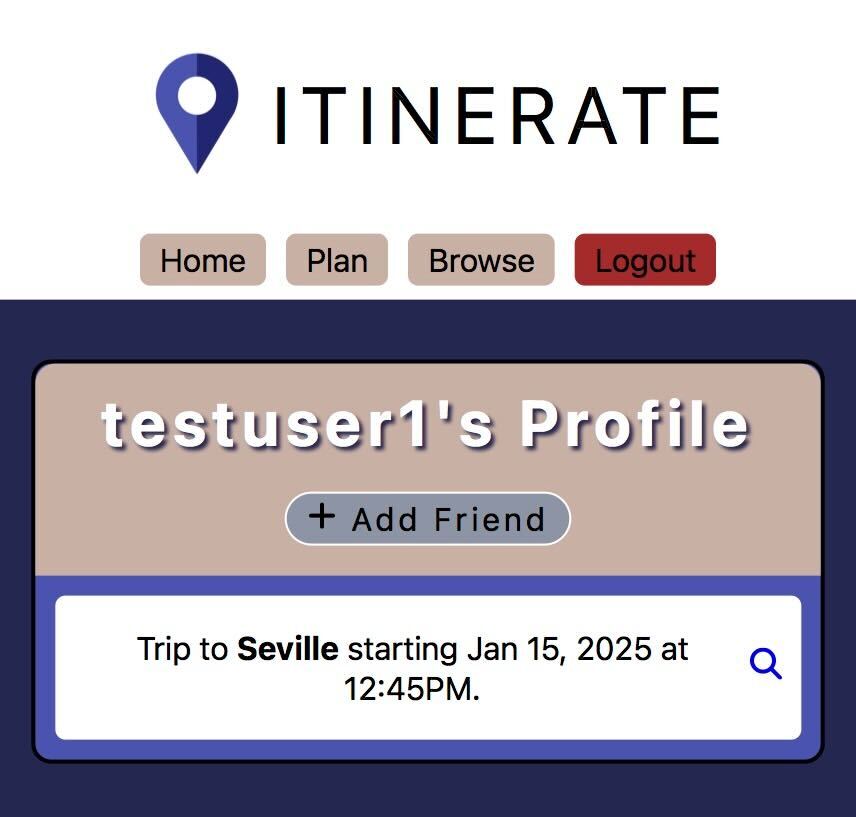 ITINERATE
Home Plan Browse Logout
testuser1's Profile
+ Add Friend
Trip to Seville starting Jan 15, 2025 at
12:45PM.